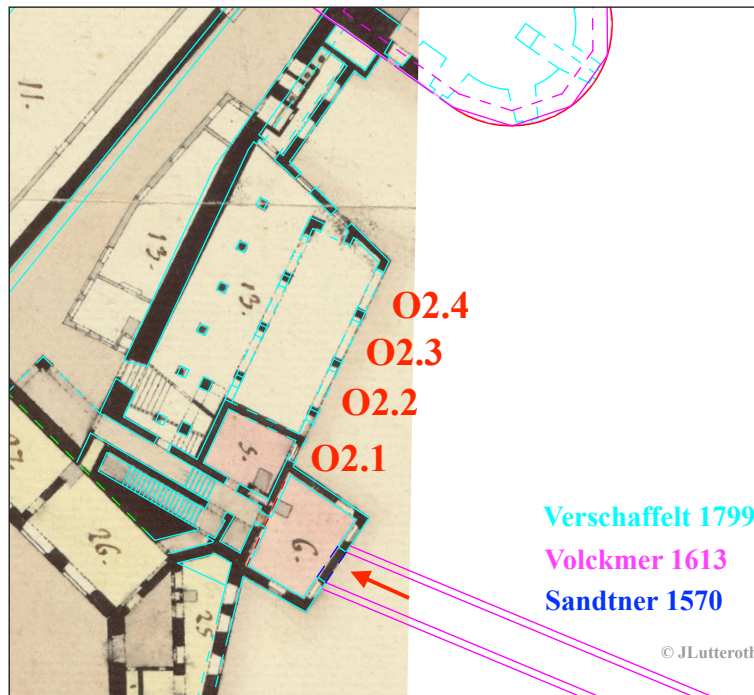 11.
13.
13.
O2.4
O2.3
O2.2
O2.1
5.
6.
26.
25
Verschaffelt 1799
Volckmer 1613
Sandtner 1570
© JLutteroth